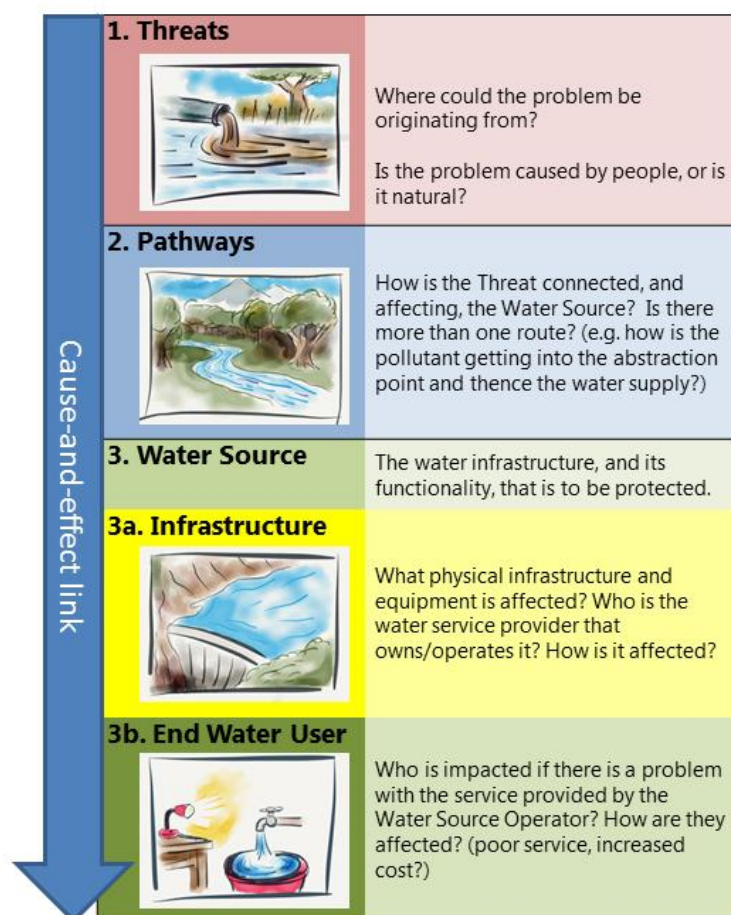 Cause-and-effect link
1. Threats
Where could the problem be
originating from?
Is the problem caused by people, or is
it natural?
2. Pathways
How is the Threat connected, and
affecting, the Water Source?  Is there
more than one route? (e.g. how is the
pollutant getting into the abstraction
point and thence the water supply?)
3. Water Source
The water infrastructure, and its
functionality, that is to be protected.
3a. Infrastructure
What physical infrastructure and
equipment is affected? Who is the
water service provider that
owns/operates it? How is it affected?
3b. End Water User
Who is impacted if there is a problem
with the service provided by the
Water Source Operator? How are they
affected? (poor service, increased
cost?)